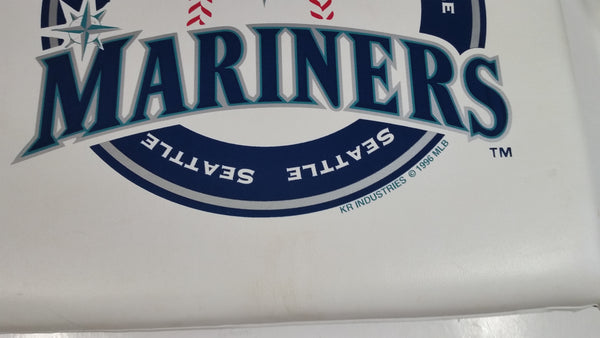 E
MARINERS
SEATTLE SEATTLE
TM
KR INDUSTRIES © 1996 MLB